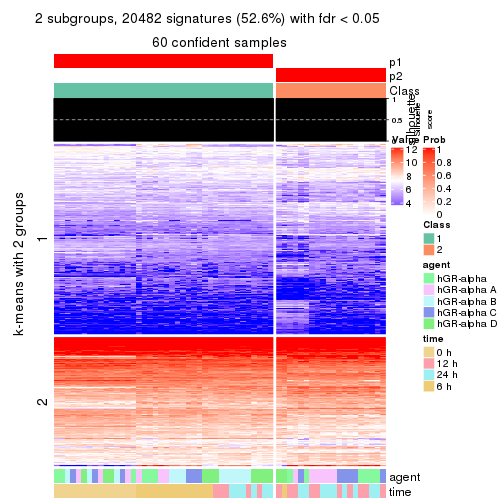 2 subgroups, 20482 signatures (52.6%) with fdr < 0.05
60 confident samples
p1
p2
Class
1
0.5
0
Silhouette
score
silhouette
k-means with 2 groups
1
2
agent
time
Value
12
10
8
6
4
Prob
1
0.8
0.6
0.4
0.2
0
Class
1
2
agent
hGR-alpha
hGR-alpha A
hGR-alpha B
hGR-alpha C
hGR-alpha D
time
0 h
12 h
24 h
6 h